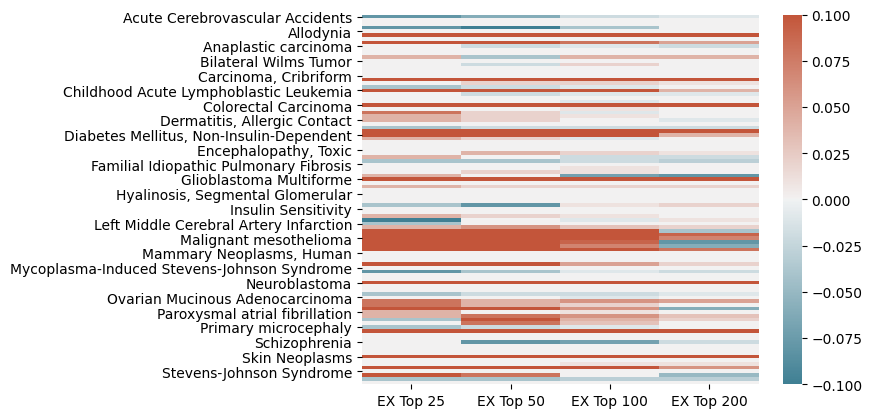 Acute Cerebrovascular Accidents
Allodynia
Anaplastic carcinoma
Bilateral Wilms Tumor
Carcinoma, Cribriform
Childhood Acute Lymphoblastic Leukemia
Colorectal Carcinoma
Dermatitis, Allergic Contact
Diabetes Mellitus, Non-Insulin-Dependent
Encephalopathy, Toxic
Familial Idiopathic Pulmonary Fibrosis
Glioblastoma Multiforme
Hyalinosis, Segmental Glomerular
Insulin Sensitivity
Left Middle Cerebral Artery Infarction
Malignant mesothelioma
Mammary Neoplasms, Human
Mycoplasma-Induced Stevens-Johnson Syndrome
Neuroblastoma
Ovarian Mucinous Adenocarcinoma
Paroxysmal atrial fibrillation
Primary microcephaly
Schizophrenia
Skin Neoplasms
Stevens-Johnson Syndrome
EX Top 25 EX Top 50 EX Top 100 EX Top 200
0.100
0.075
0.050
0.025
0.000
−0.025
−0.050
−0.075
−0.100